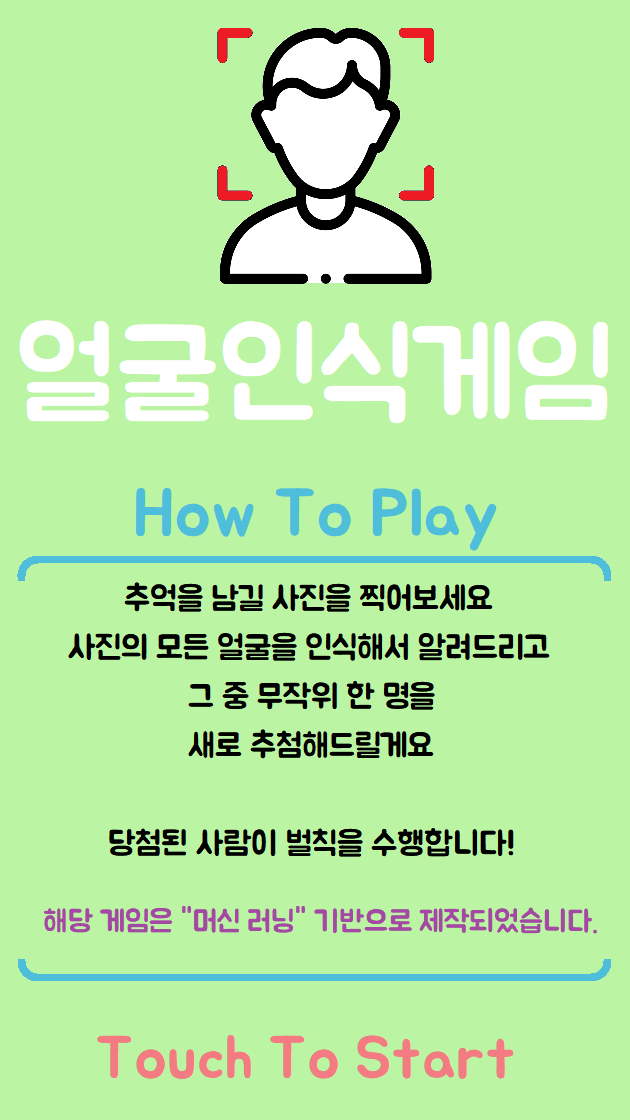 얼굴인식게임
How To Play
추억을 남길 사진을 찍어보세요
사진의 모든 얼굴을 인식해서 알려드리고
그 중 무작위 한 명을
새로 추첨해드릴게요
당첨된 사람이 벌칙을 수행합니다!
해당 게임은 "머신 러닝" 기반으로 제작되었습니다.
Touch To Start